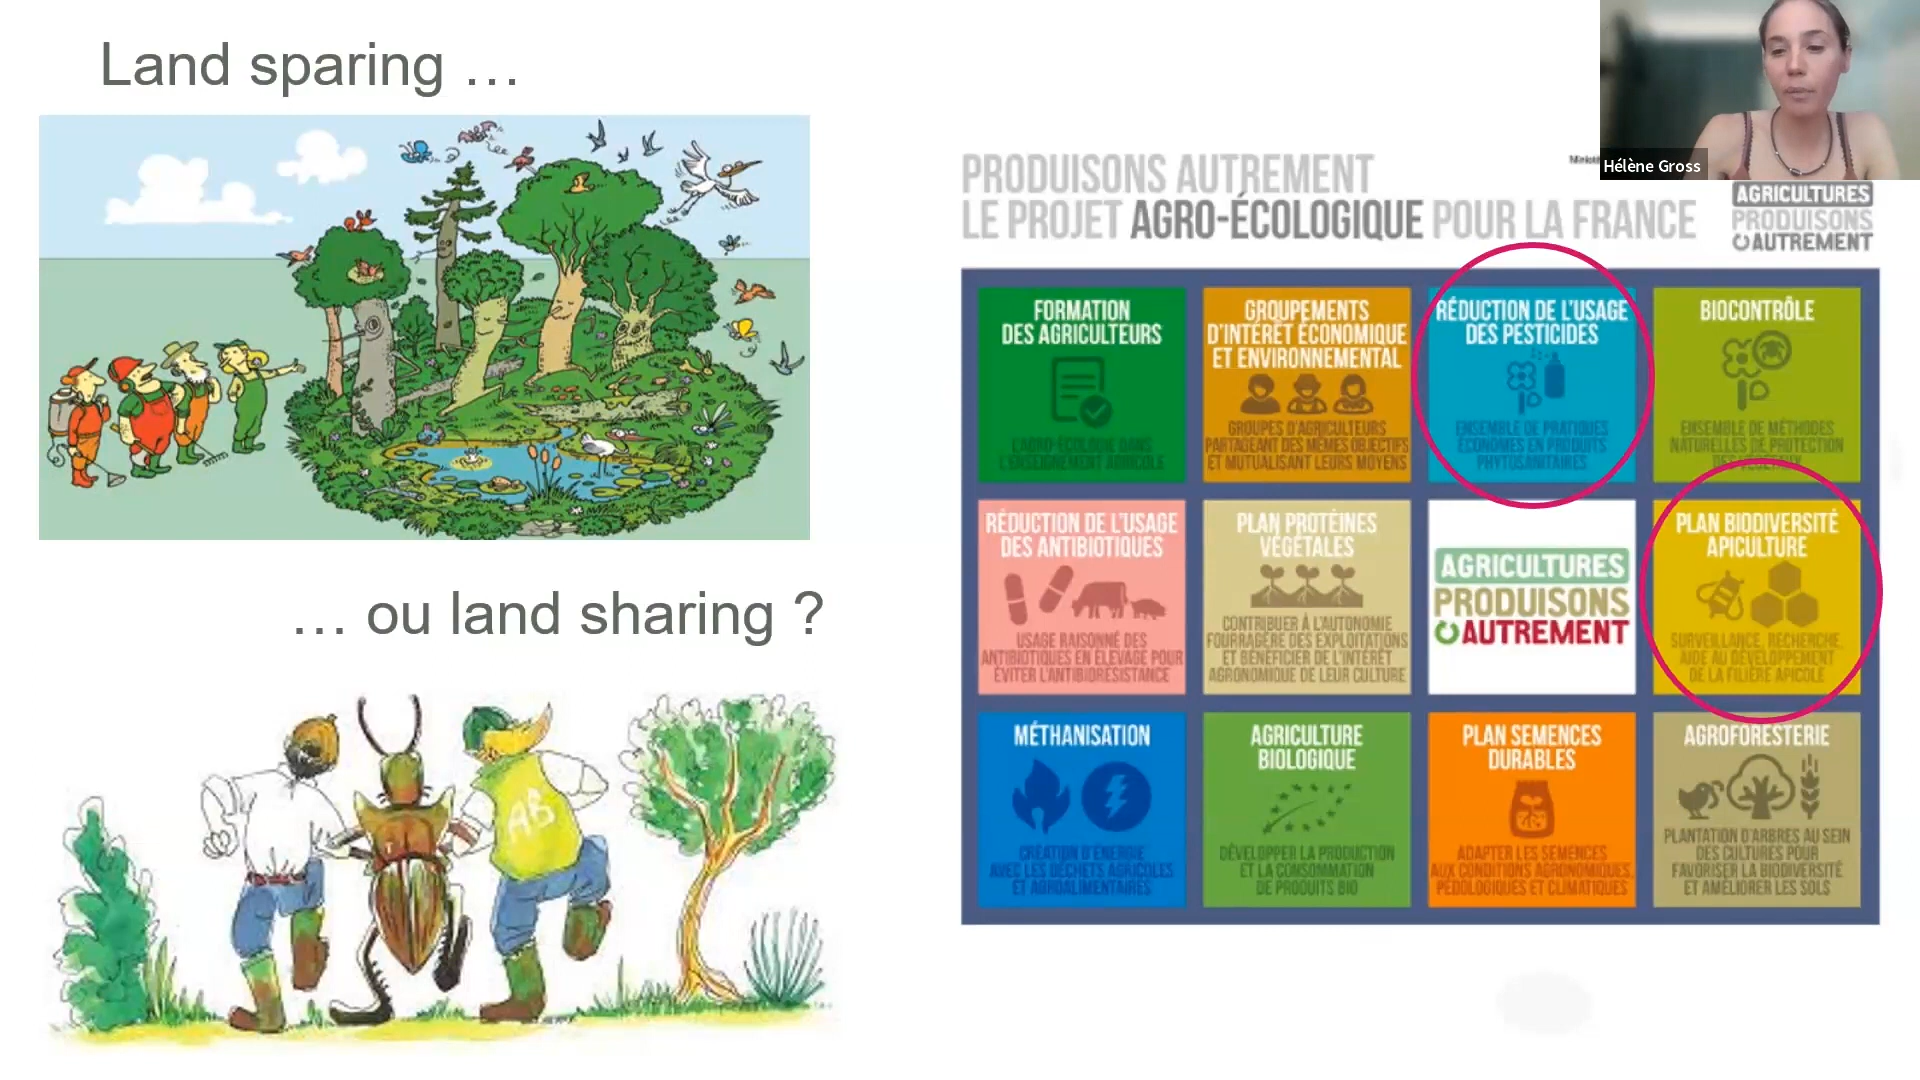 Land sparing …
… ou land sharing ?
AB
Hélène Gross
PRODUISONS AUTREMENT
LE PROJET AGRO-ÉCOLOGIQUE POUR LA FRANCE
AGRICULTURES
PRODUISONS
AUTREMENT
FORMATION
DES AGRICULTEURS
L'AGRO-ÉCOLOGIE DANS
L'ENSEIGNEMENT AGRICOLE
GROUPEMENTS
D'INTÉRÊT ÉCONOMIQUE
ET ENVIRONNEMENTAL
GROUPES D'AGRICULTEURS
PARTAGEANT DES MÊMES OBJECTIFS
ET MUTUALISANT LEURS MOYENS
RÉDUCTION DE L'USAGE
DES PESTICIDES
ENSEMBLE DE PRATIQUES
ÉCONOMES EN PRODUITS
PHYTOSANITAIRES
BIOCONTRÔLE
ENSEMBLE DE MÉTHODES
NATURELLES DE PROTECTION
RÉDUCTION DE L'USAGE
DES ANTIBIOTIQUES
USAGE RAISONNÉ DES
ANTIBIOTIQUES EN ÉLEVAGE POUR
ÉVITER L'ANTIBIORÉSISTANCE
PLAN PROTÉINES
VÉGÉTALES
CONTRIBUER À L'AUTONOMIE
FOURRAGÈRE DES EXPLOITATIONS
ET BÉNÉFICIER DE L'INTÉRÊT
AGRONOMIQUE DE LEUR CULTURE
AGRICULTURES
PRODUISONS
AUTREMENT
PLAN BIODIVERSITÉ
APICULTURE
SURVEILLANCE, RECHERCHE,
AIDE AU DÉVELOPPEMENT
DE LA FILIÈRE APICOLE
MÉTHANISATION
CRÉATION D'ÉNERGIE
AVEC LES DÉCHETS AGRICOLES
ET AGROALIMENTAIRES
AGRICULTURE
BIOLOGIQUE
DÉVELOPPER LA PRODUCTION
ET LA CONSOMMATION
DE PRODUITS BIO
PLAN SEMENCES
DURABLES
ADAPTER LES SEMENCES
AUX CONDITIONS AGRONOMIQUES,
PÉDOLOGIQUES ET CLIMATIQUES
AGROFORESTERIE
PLANTATION D'ARBRES AU SEIN
DES CULTURES POUR
FAVORISER LA BIODIVERSITÉ
ET AMÉLIORER LES SOLS